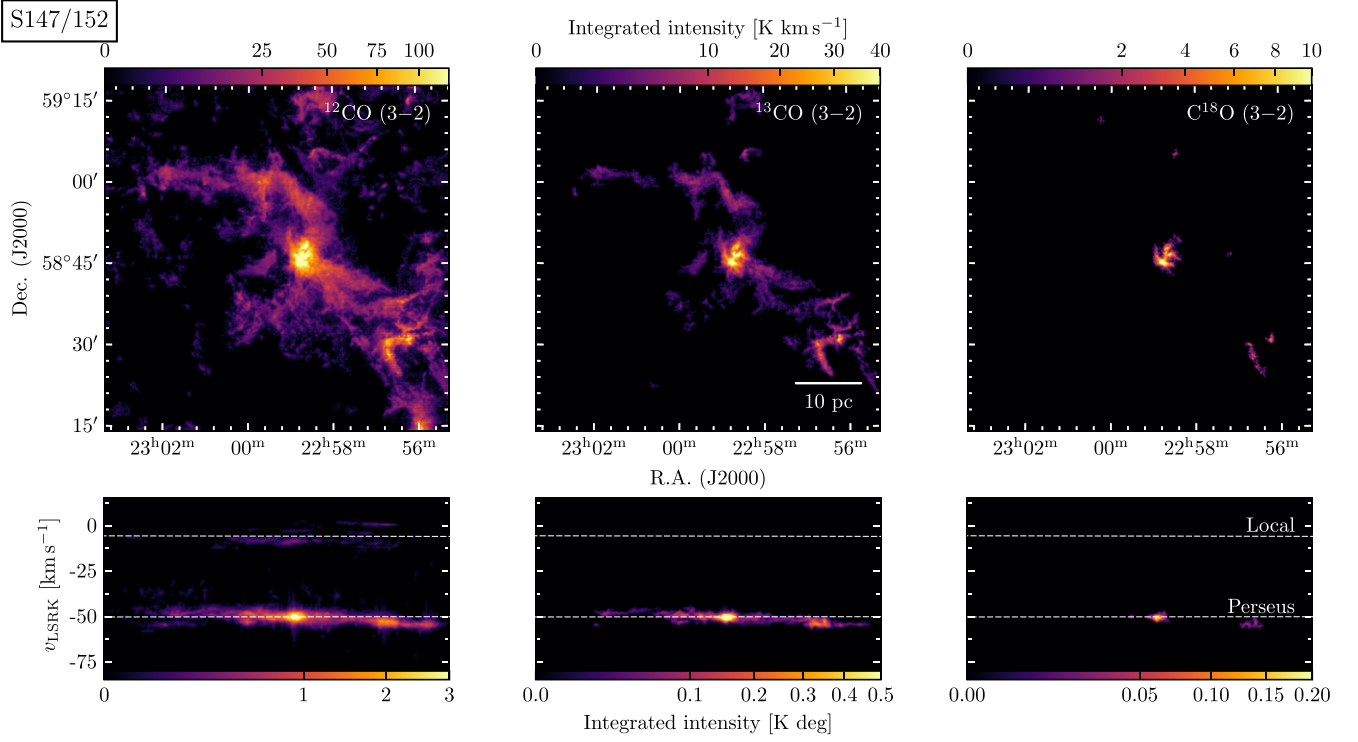 S147/152
Integrated intensity [K km s⁻¹]
0 25 50 75 100
0 10 20 30 40
0 2 4 6 8 10
¹²CO (3−2)
¹³CO (3−2)
C¹⁸O (3−2)
Dec. (J2000)
59°15′
00′
58°45′
30′
15′
10 pc
23ʰ02ᵐ 00ᵐ 22ʰ58ᵐ 56ᵐ
23ʰ02ᵐ 00ᵐ 22ʰ58ᵐ 56ᵐ
23ʰ02ᵐ 00ᵐ 22ʰ58ᵐ 56ᵐ
R.A. (J2000)
v_LSRK [km s⁻¹]
0
-25
-50
-75
Local
Perseus
0 1 2 3
0.0 0.1 0.2 0.3 0.4 0.5
0.00 0.05 0.10 0.15 0.20
Integrated intensity [K deg]